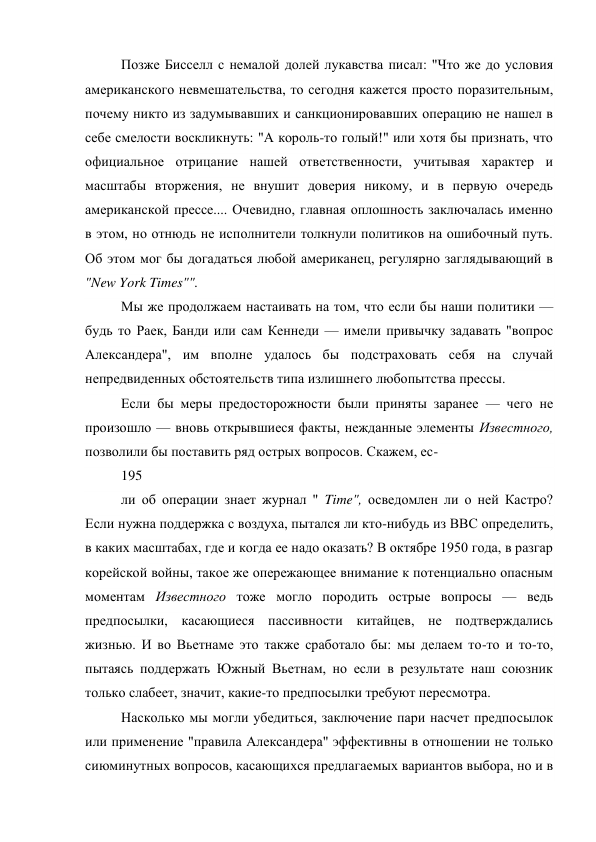 Позже Бисселл с немалой долей лукавства писал: "Что же до условия
американского невмешательства, то сегодня кажется просто поразительным,
почему никто из задумывавших и санкционировавших операцию не нашел в
себе смелости воскликнуть: "А король-то голый!" или хотя бы признать, что
официальное отрицание нашей ответственности, учитывая характер и
масштабы вторжения, не внушит доверия никому, и в первую очередь
американской прессе.... Очевидно, главная оплошность заключалась именно
в этом, но отнюдь не исполнители толкнули политиков на ошибочный путь.
Об этом мог бы догадаться любой американец, регулярно заглядывающий в
"New York Times"".
Мы же продолжаем настаивать на том, что если бы наши политики —
будь то Раек, Банди или сам Кеннеди — имели привычку задавать "вопрос
Александера", им вполне удалось бы подстраховать себя на случай
непредвиденных обстоятельств типа излишнего любопытства прессы.
Если бы меры предосторожности были приняты заранее — чего не
произошло — вновь открывшиеся факты, нежданные элементы Известного,
позволили бы поставить ряд острых вопросов. Скажем, ес-
195
ли об операции знает журнал " Time", осведомлен ли о ней Кастро?
Если нужна поддержка с воздуха, пытался ли кто-нибудь из ВВС определить,
в каких масштабах, где и когда ее надо оказать? В октябре 1950 года, в разгар
корейской войны, такое же опережающее внимание к потенциально опасным
моментам Известного тоже могло породить острые вопросы — ведь
предпосылки, касающиеся пассивности китайцев, не подтверждались
жизнью. И во Вьетнаме это также сработало бы: мы делаем то-то и то-то,
пытаясь поддержать Южный Вьетнам, но если в результате наш союзник
только слабеет, значит, какие-то предпосылки требуют пересмотра.
Насколько мы могли убедиться, заключение пари насчет предпосылок
или применение "правила Александера" эффективны в отношении не только
сиюминутных вопросов, касающихся предлагаемых вариантов выбора, но и в